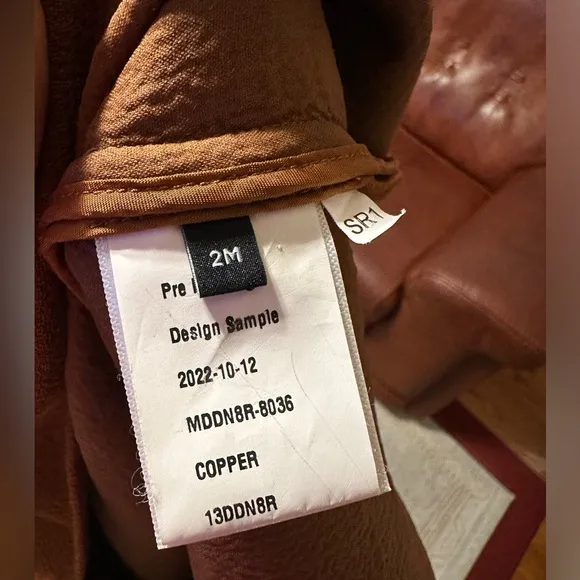 2M
SR1
Pre
Design Sample
2022-10-12
MDDN8R-8036
COPPER
13DDN8R